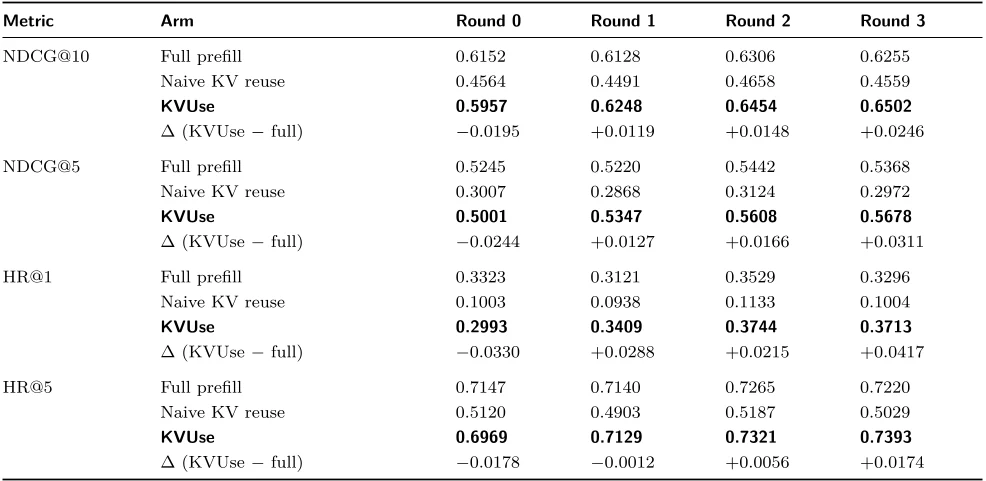 Metric Arm Round 0 Round 1 Round 2 Round 3
NDCG@10 Full prefill 0.6152 0.6128 0.6306 0.6255
Naive KV reuse 0.4564 0.4491 0.4658 0.4559
KVUse 0.5957 0.6248 0.6454 0.6502
Δ (KVUse − full) −0.0195 +0.0119 +0.0148 +0.0246
NDCG@5 Full prefill 0.5245 0.5220 0.5442 0.5368
Naive KV reuse 0.3007 0.2868 0.3124 0.2972
KVUse 0.5001 0.5347 0.5608 0.5678
Δ (KVUse − full) −0.0244 +0.0127 +0.0166 +0.0311
HR@1 Full prefill 0.3323 0.3121 0.3529 0.3296
Naive KV reuse 0.1003 0.0938 0.1133 0.1004
KVUse 0.2993 0.3409 0.3744 0.3713
Δ (KVUse − full) −0.0330 +0.0288 +0.0215 +0.0417
HR@5 Full prefill 0.7147 0.7140 0.7265 0.7220
Naive KV reuse 0.5120 0.4903 0.5187 0.5029
KVUse 0.6969 0.7129 0.7321 0.7393
Δ (KVUse − full) −0.0178 −0.0012 +0.0056 +0.0174